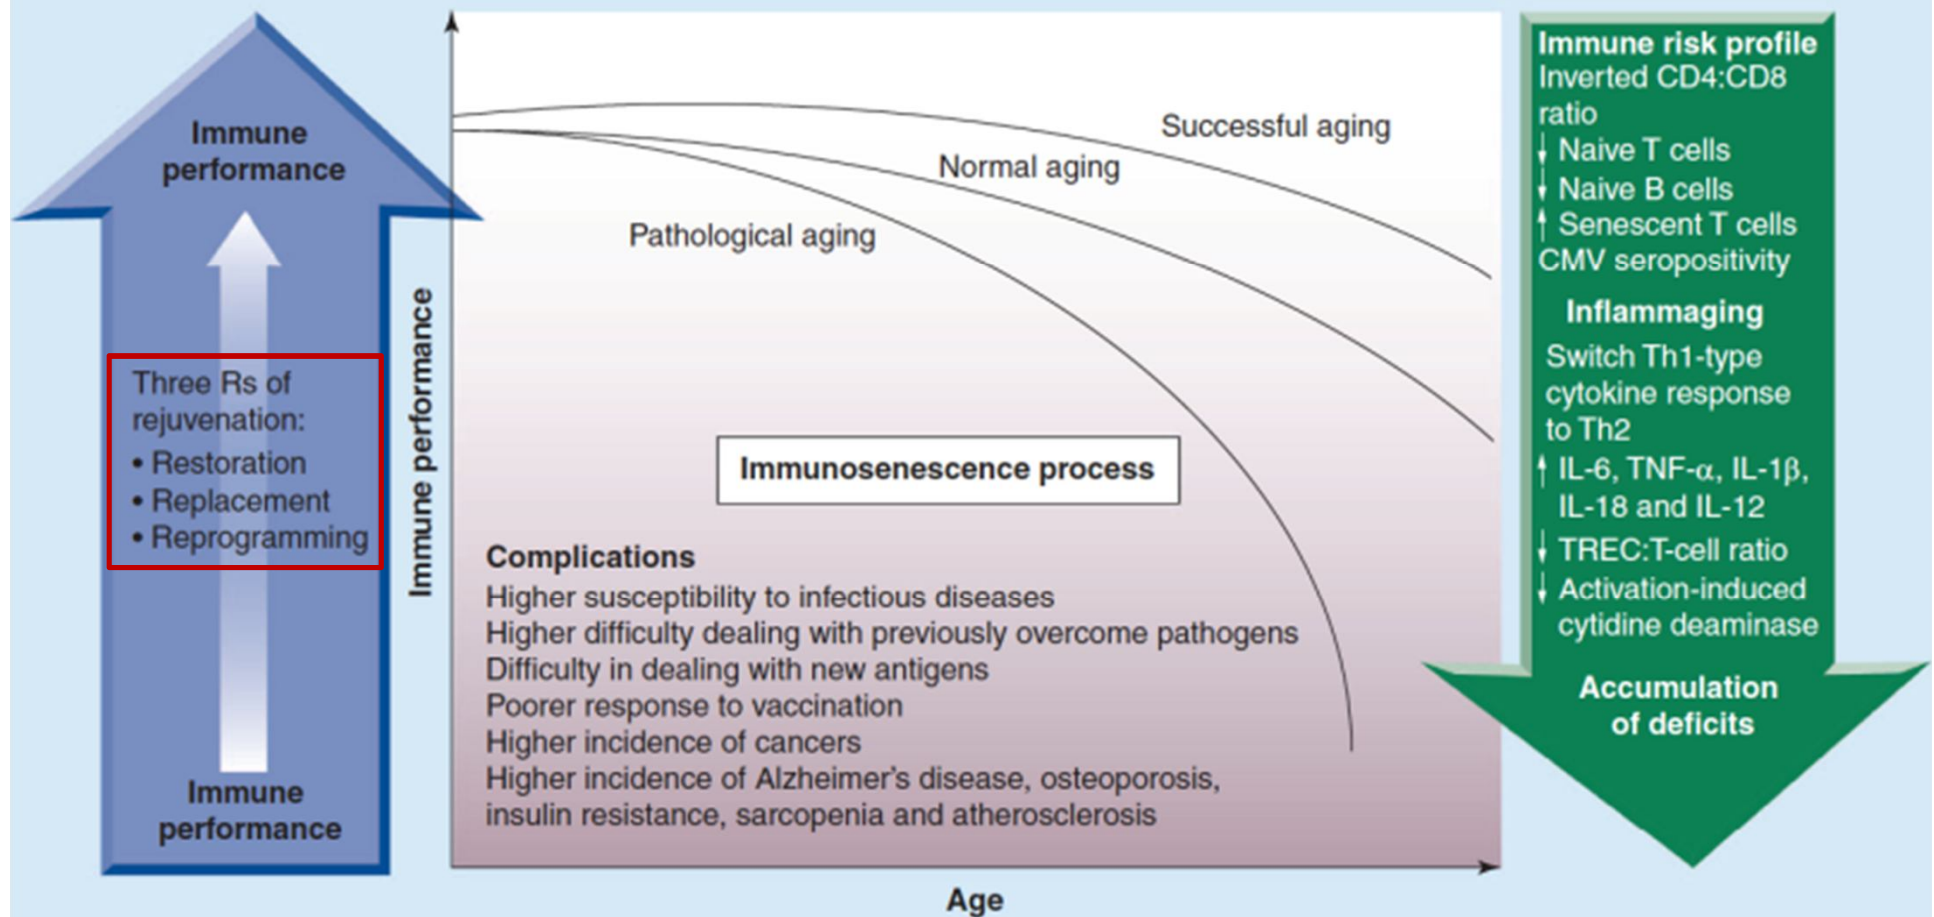 Immune
performance
Three Rs of
rejuvenation:
• Restoration
• Replacement
• Reprogramming
Immune
performance
Immune performance
Successful aging
Normal aging
Pathological aging
Immunosenescence process
Complications
Higher susceptibility to infectious diseases
Higher difficulty dealing with previously overcome pathogens
Difficulty in dealing with new antigens
Poorer response to vaccination
Higher incidence of cancers
Higher incidence of Alzheimer's disease, osteoporosis,
insulin resistance, sarcopenia and atherosclerosis
Age
Immune risk profile
Inverted CD4:CD8
ratio
↓ Naive T cells
↓ Naive B cells
↑ Senescent T cells
CMV seropositivity
Inflammaging
Switch Th1-type
cytokine response
to Th2
↑ IL-6, TNF-α, IL-1β,
IL-18 and IL-12
↓ TREC:T-cell ratio
↓ Activation-induced
cytidine deaminase
Accumulation
of deficits